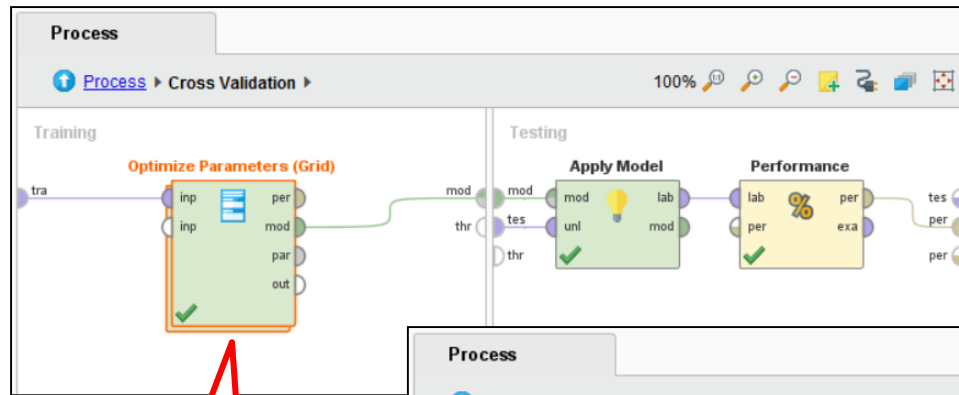 Process
Process Cross Validation
100%
Training
Testing
Optimize Parameters (Grid)
Apply Model
Performance
tra
inp
per
inp
mod
par
out
mod
thr
mod
tes
thr
mod
lab
unl
mod
lab
per
per
exa
tes
per
per
Process